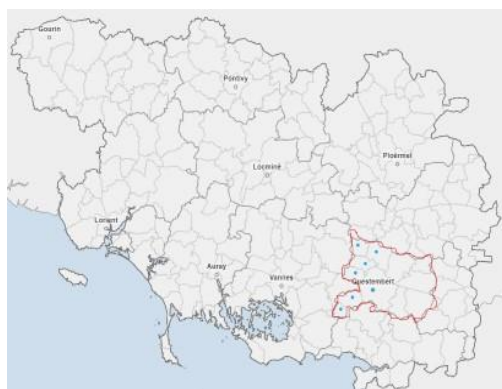 Gourin
Pontivy
Ploërmel
Locminé
Lorient
Auray
Vannes
Questembert